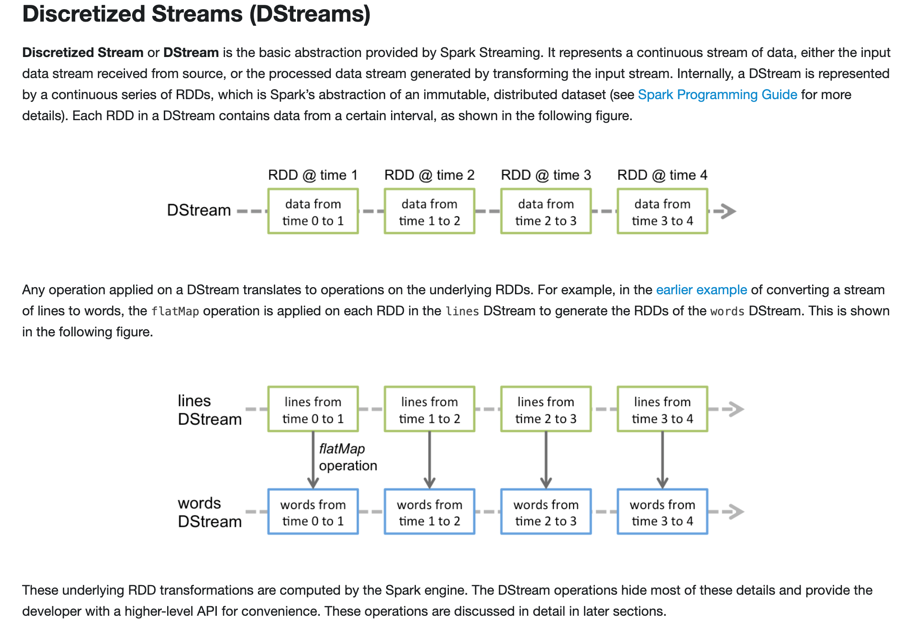 Discretized Streams (DStreams)
Discretized Stream or DStream is the basic abstraction provided by Spark Streaming. It represents a continuous stream of data, either the input
data stream received from source, or the processed data stream generated by transforming the input stream. Internally, a DStream is represented
by a continuous series of RDDs, which is Spark's abstraction of an immutable, distributed dataset (see Spark Programming Guide for more
details). Each RDD in a DStream contains data from a certain interval, as shown in the following figure.
RDD @ time 1 RDD @ time 2 RDD @ time 3 RDD @ time 4
DStream
data from
time 0 to 1
data from
time 1 to 2
data from
time 2 to 3
data from
time 3 to 4
Any operation applied on a DStream translates to operations on the underlying RDDs. For example, in the earlier example of converting a stream
of lines to words, the flatMap operation is applied on each RDD in the lines DStream to generate the RDDs of the words DStream. This is shown
in the following figure.
lines
DStream
lines from
time 0 to 1
lines from
time 1 to 2
lines from
time 2 to 3
lines from
time 3 to 4
flatMap
operation
words
DStream
words from
time 0 to 1
words from
time 1 to 2
words from
time 2 to 3
words from
time 3 to 4
These underlying RDD transformations are computed by the Spark engine. The DStream operations hide most of these details and provide the
developer with a higher-level API for convenience. These operations are discussed in detail in later sections.